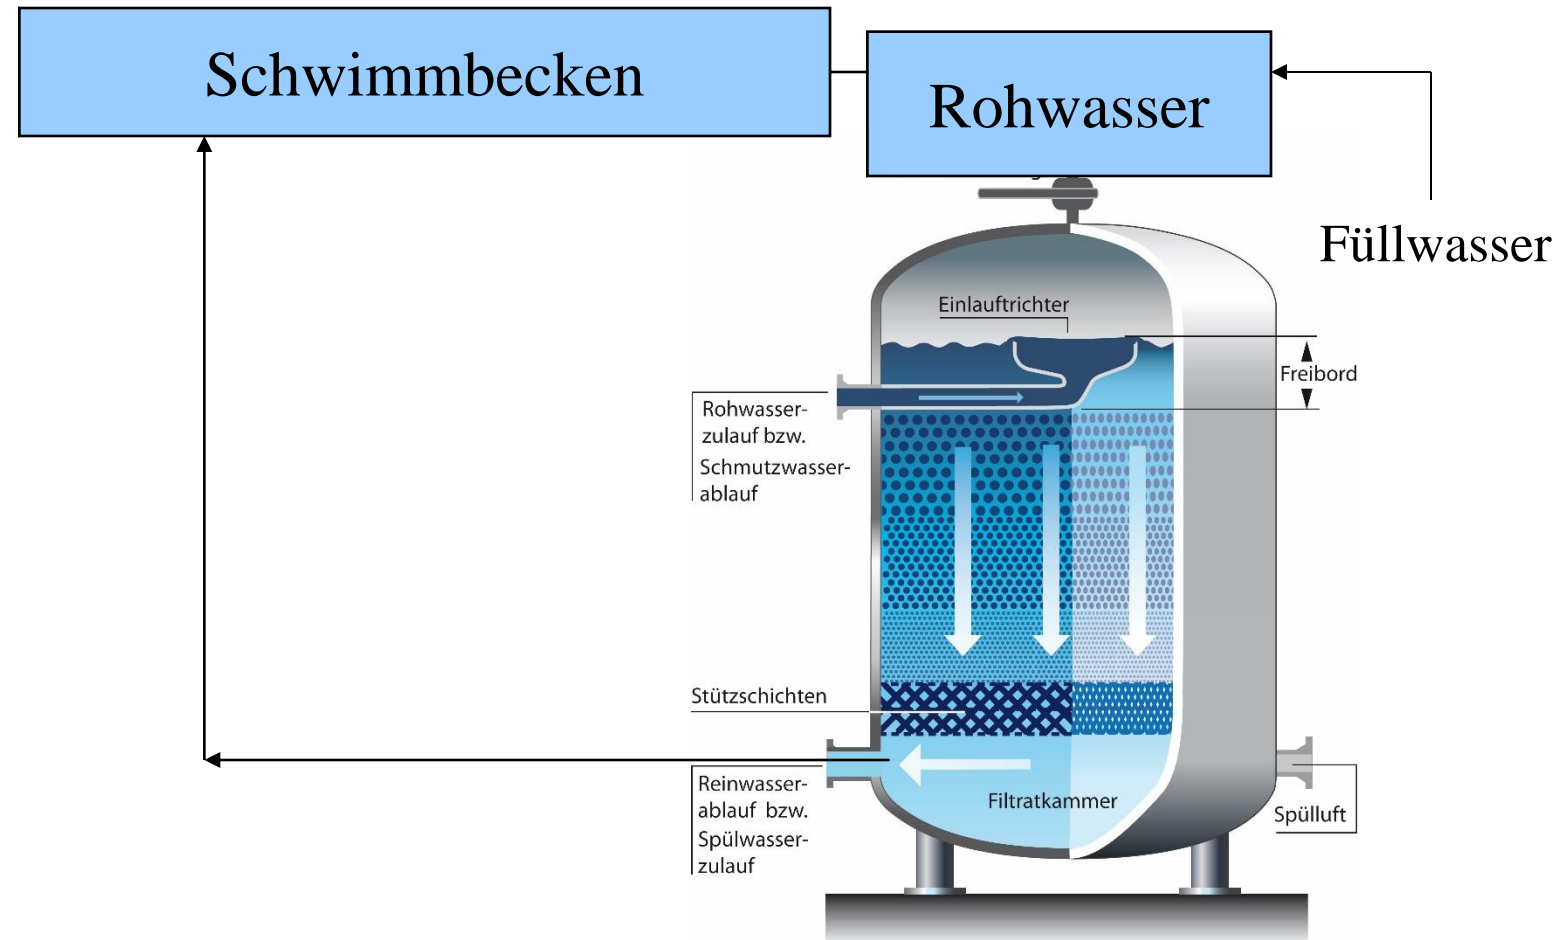 Schwimmbecken
Rohwasser
Füllwasser
Einlauftrichter
Freibord
Rohwasser-
zulauf bzw.
Schmutzwasser-
ablauf
Stützschichten
Reinwasser-
ablauf bzw.
Spülwasser-
zulauf
Filtratkammer
Spülluft